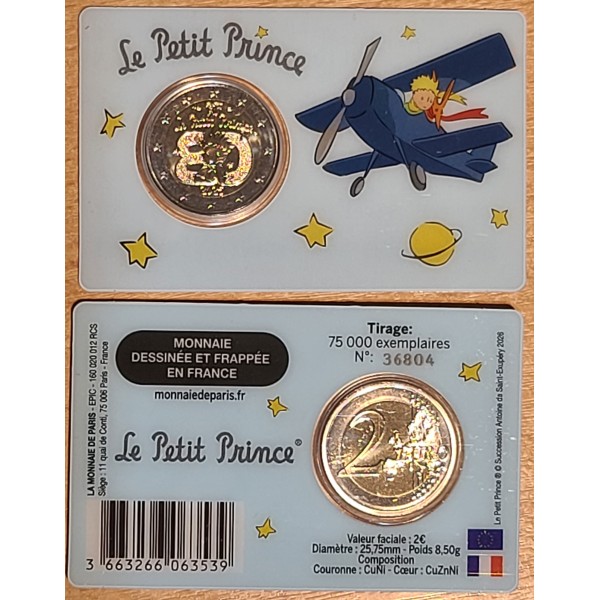 Le Petit Prince
MONNAIE
DESSINÉE ET FRAPPÉE
EN FRANCE
monnaiedeparis.fr
Tirage:
75 000 exemplaires
N°: 36804
LA MONNAIE DE PARIS - EPIC - 160 020 012 RCS
Siège : 11 quai de Conti, 75 006 Paris - France
Le Petit Prince®
2
3 663266 063539
Valeur faciale : 2€
Diamètre : 25,75mm - Poids 8,50g
Composition
Couronne : CuNi - Cœur : CuZnNi
Le Petit Prince ® © Succession Antoine de Saint-Exupéry 2026